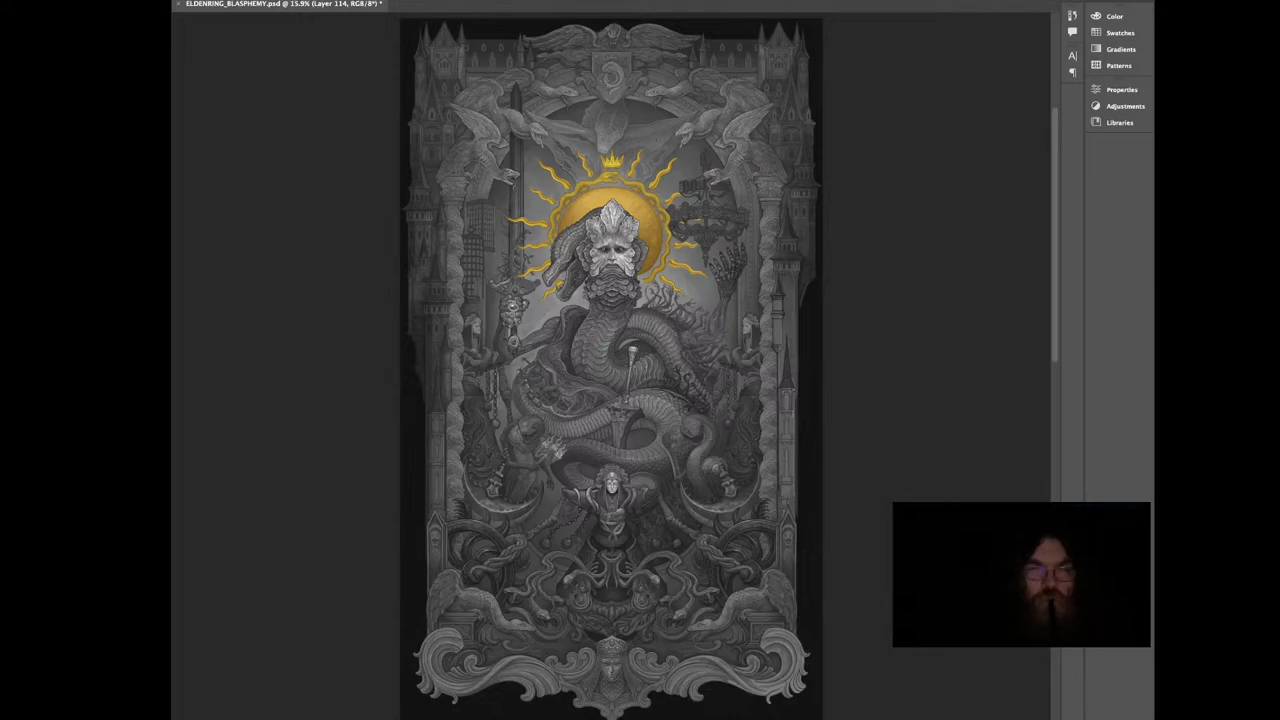 × ELDENRING_BLASPHEMY.psd @ 15.9% (Layer 114, RGB/8*) *
Color
Swatches
Gradients
Patterns
Properties
Adjustments
Libraries